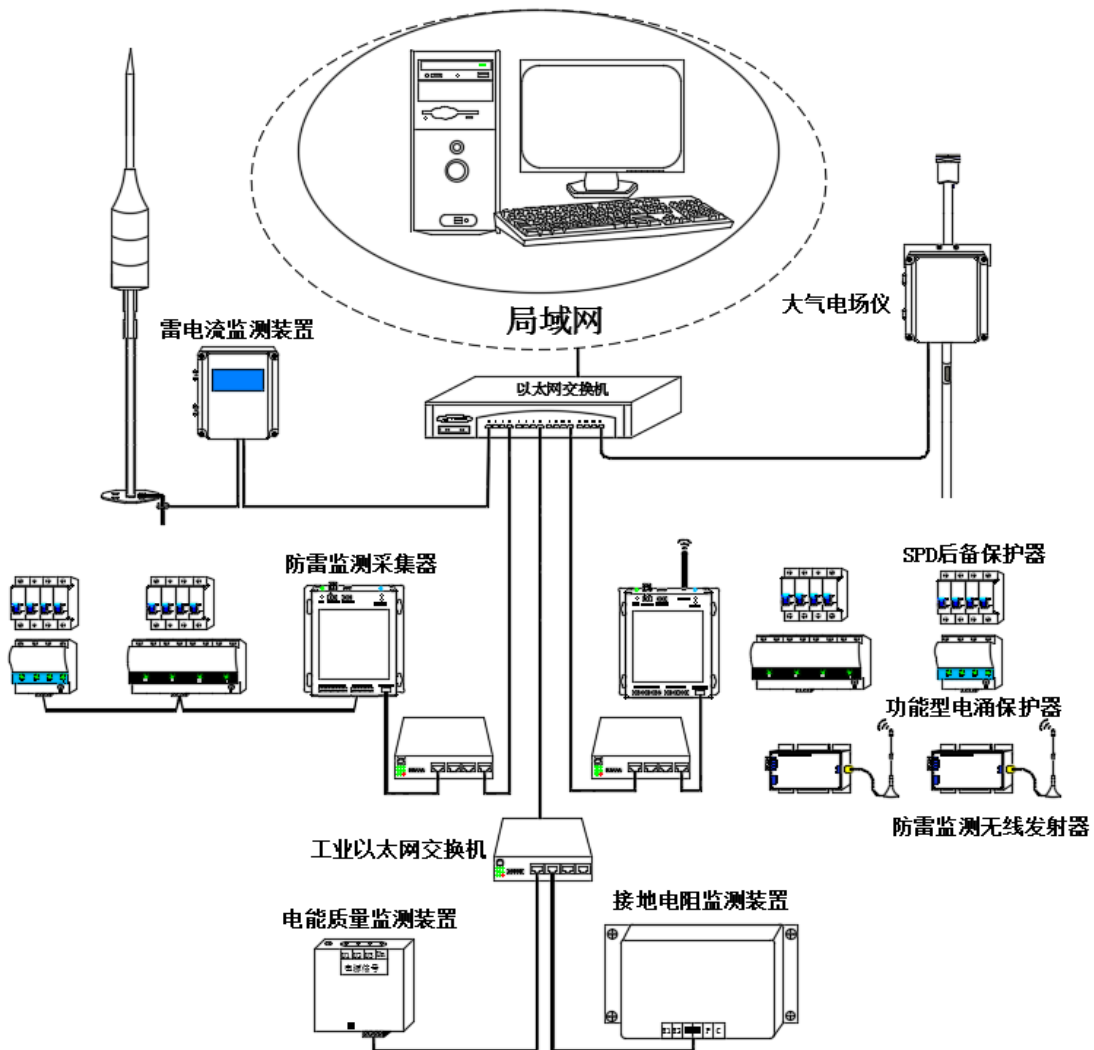 局域网
大气电场仪
雷电流监测装置
以太网交换机
防雷监测采集器
SPD后备保护器
功能型电涌保护器
防雷监测无线发射器
工业以太网交换机
接地电阻监测装置
电能质量监测装置
电源信号
P C